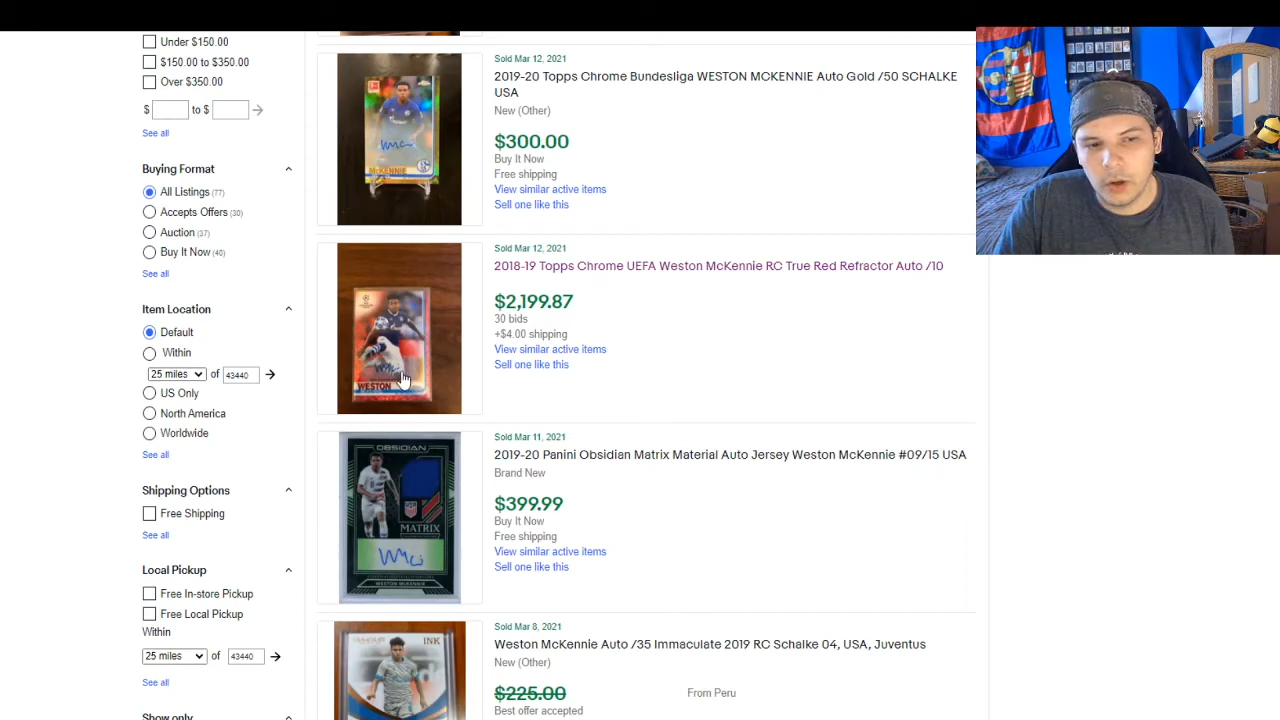 Under $150.00
$150.00 to $350.00
Over $350.00
$ to $
See all
Buying Format
All Listings (77)
Accepts Offers (30)
Auction (37)
Buy It Now (40)
See all
Item Location
Default
Within
25 miles of 43440
US Only
North America
Worldwide
See all
Shipping Options
Free Shipping
See all
Local Pickup
Free In-store Pickup
Free Local Pickup
Within
25 miles of 43440
See all
Show only
Sold Mar 12, 2021
2019-20 Topps Chrome Bundesliga WESTON MCKENNIE Auto Gold /50 SCHALKE
USA
New (Other)
$300.00
Buy It Now
Free shipping
View similar active items
Sell one like this
MCKENNIE
Sold Mar 12, 2021
2018-19 Topps Chrome UEFA Weston McKennie RC True Red Refractor Auto /10
$2,199.87
30 bids
+$4.00 shipping
View similar active items
Sell one like this
WESTON
Sold Mar 11, 2021
2019-20 Panini Obsidian Matrix Material Auto Jersey Weston McKennie #09/15 USA
Brand New
$399.99
Buy It Now
Free shipping
View similar active items
Sell one like this
OBSIDIAN
MATRIX
WESTON MCKENNIE
Sold Mar 8, 2021
Weston McKennie Auto /35 Immaculate 2019 RC Schalke 04, USA, Juventus
New (Other)
$225.00
From Peru
Best offer accepted
INK